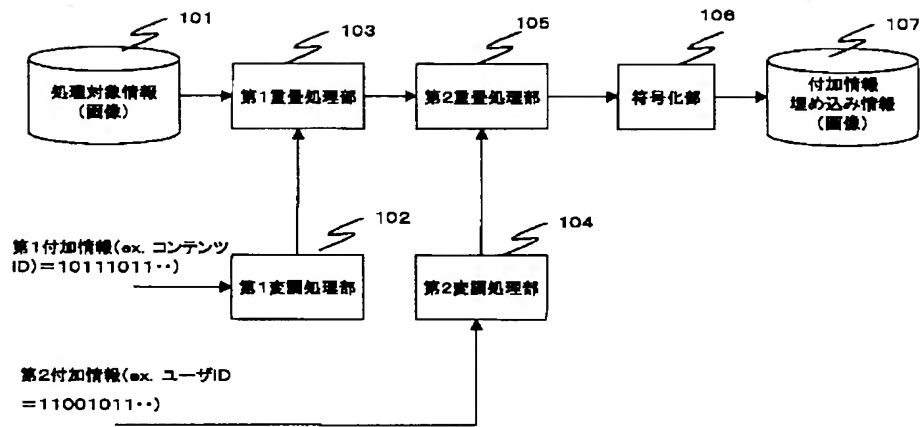 101
103
105
106
107
処理対象情報
(画像)
第1重畳処理部
第2重畳処理部
符号化部
付加情報
埋め込み情報
(画像)
102
104
第1付加情報(ex. コンテンツ
ID)=10111011‥)
第1変調処理部
第2変調処理部
第2付加情報(ex. ユーザID
=11001011‥)